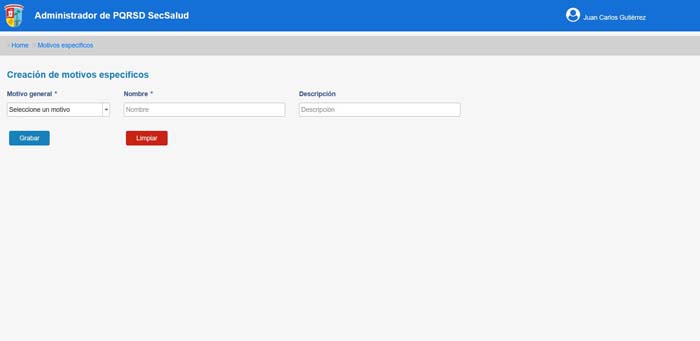 Administrador de PQRSD SecSalud
Juan Carlos Gutiérrez
Home Motivos específicos
Creación de motivos específicos
Motivo general * Nombre * Descripción
Seleccione un motivo Nombre Descripción
Grabar Limpiar